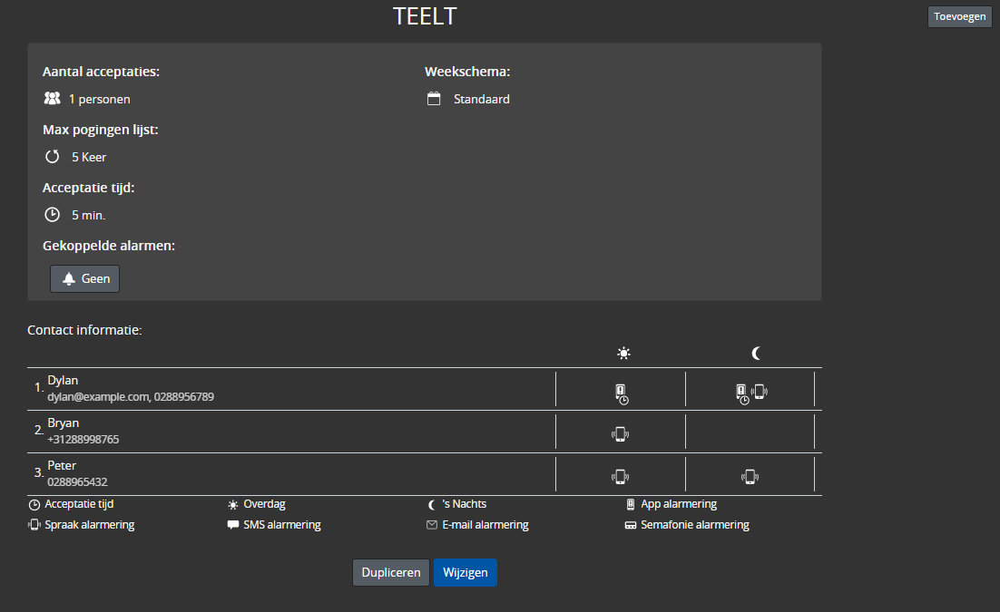 TEELT
Toevoegen
Aantal acceptaties:
1 personen
Max pogingen lijst:
5 Keer
Acceptatie tijd:
5 min.
Gekoppelde alarmen:
Geen
Weekschema:
Standaard
Contact informatie:
1. Dylan
dylan@example.com, 0288956789
2. Bryan
+31288998765
3. Peter
0288965432
Acceptatie tijd Overdag 's Nachts App alarmering
Spraak alarmering SMS alarmering E-mail alarmering Semafonie alarmering
Dupliceren Wijzigen